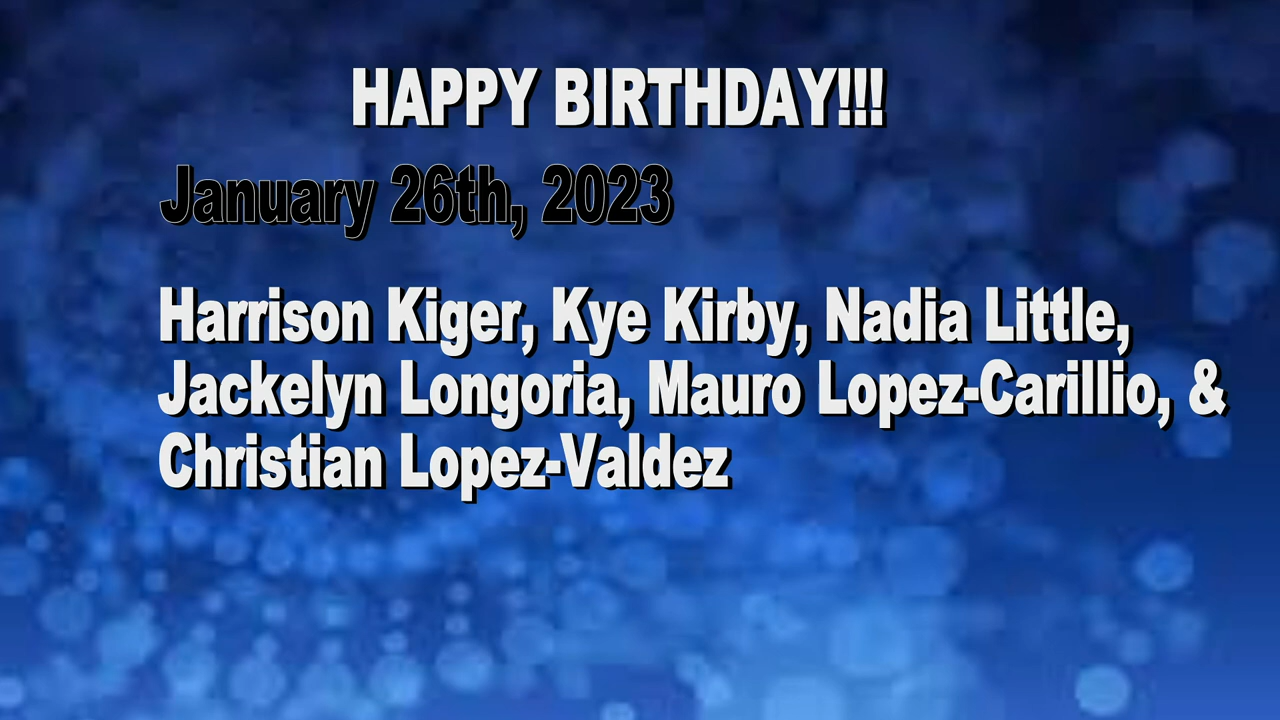 HAPPY BIRTHDAY!!!
January 26th, 2023
Harrison Kiger, Kye Kirby, Nadia Little,
Jackelyn Longoria, Mauro Lopez-Carillio, &
Christian Lopez-Valdez